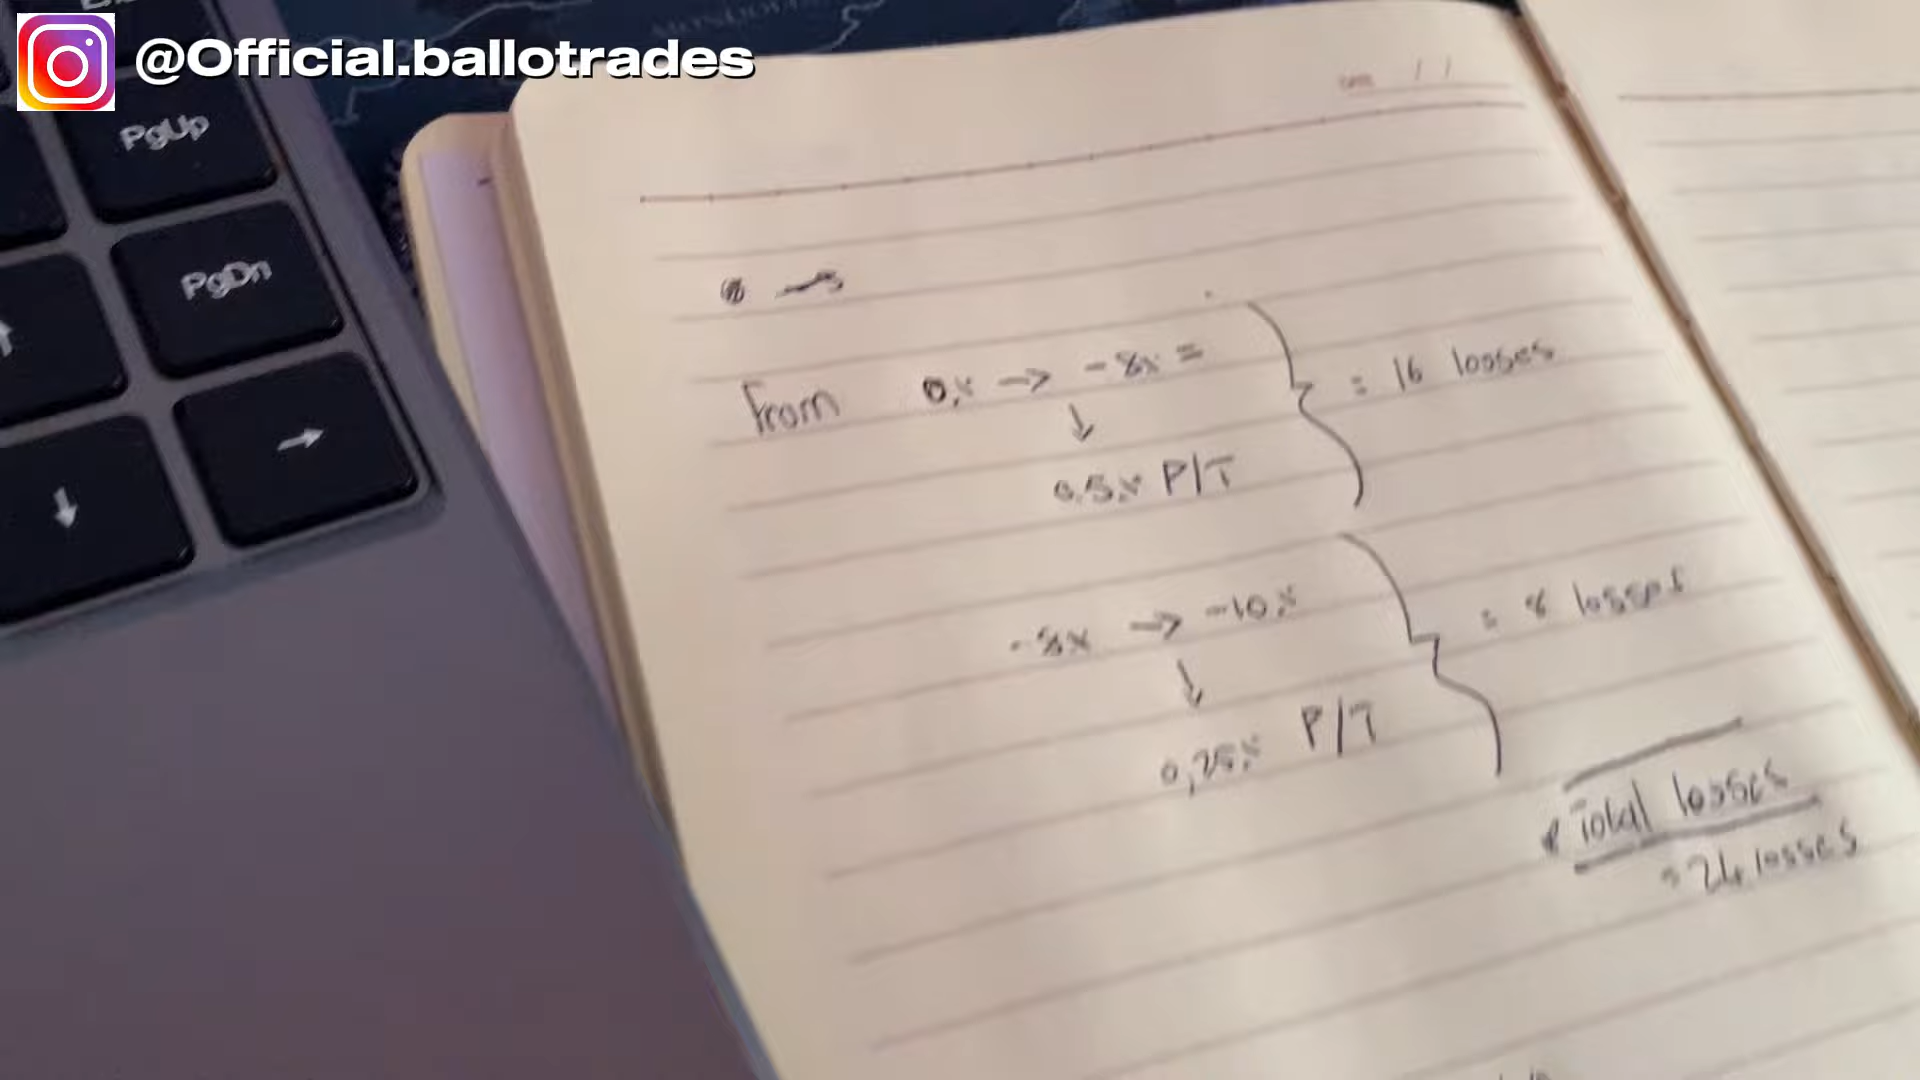 @Official.ballotrades
PgUp
PgDn
From 0% → -8% =
= 16 losses
↓
0.5% P/T
-8% → -10%
= 8 losses
↓
0,25% P/T
Total losses
= 24 losses